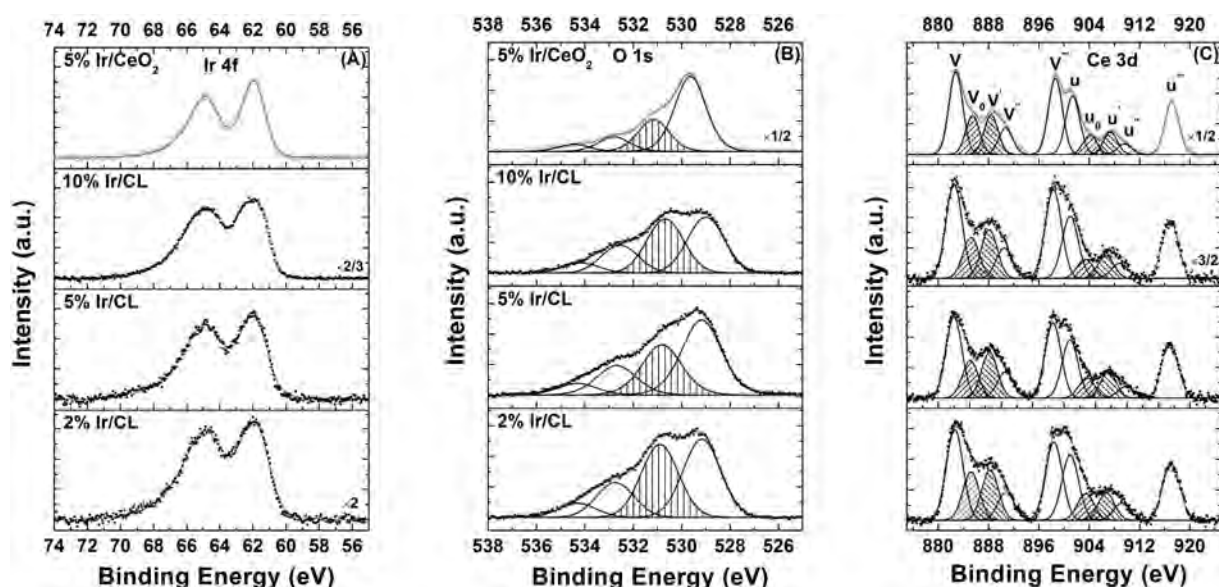 74 72 70 68 66 64 62 60 58 56
5% Ir/CeO2 Ir 4f (A)
10% Ir/CL
×2/3
5% Ir/CL
2% Ir/CL
×2
74 72 70 68 66 64 62 60 58 56
Binding Energy (eV)
Intensity (a.u.)
538 536 534 532 530 528 526
5% Ir/CeO2 O 1s (B)
×1/2
10% Ir/CL
5% Ir/CL
2% Ir/CL
538 536 534 532 530 528 526
Binding Energy (eV)
Intensity (a.u.)
880 888 896 904 912 920
(C)
Ce 3d
V V0 V' V'' V''' u u0 u' u'' u'''
×1/2
×3/2
880 888 896 904 912 920
Binding Energy (eV)